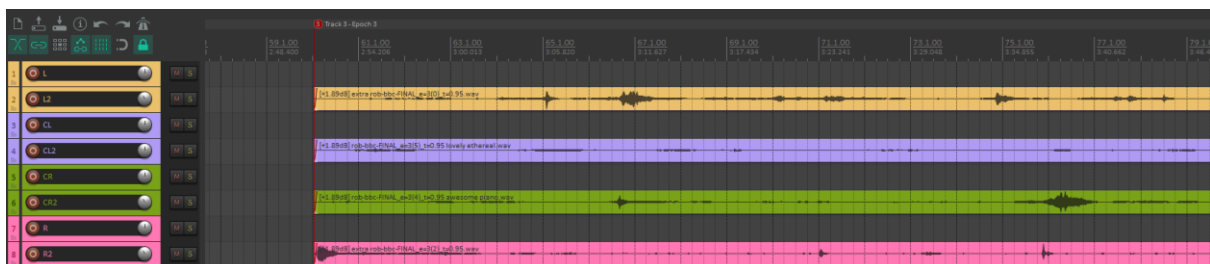 3 Track 3 - Epoch 3
59.1.00 61.1.00 63.1.00 65.1.00 67.1.00 69.1.00 71.1.00 73.1.00 75.1.00 77.1.00 79.1
2:48.400 2:54.206 3:00.013 3:05.820 3:11.627 3:17.434 3:23.241 3:29.048 3:34.855 3:40.662 3:46.4
1 L M S
2 L2 M S [+1.89dB] extra rob-bbc-FINAL_e=3[0]_t=0.95.wav
3 CL M S
4 CL2 M S [+1.89dB] rob-bbc-FINAL_e=3[5]_t=0.95 lovely ethereal.wav
5 CR M S
6 CR2 M S [+1.89dB] rob-bbc-FINAL_e=3[4]_t=0.95 awesome piano.wav
7 R M S
8 R2 M S [+1.89dB] extra rob-bbc-FINAL_e=3[2]_t=0.95.wav